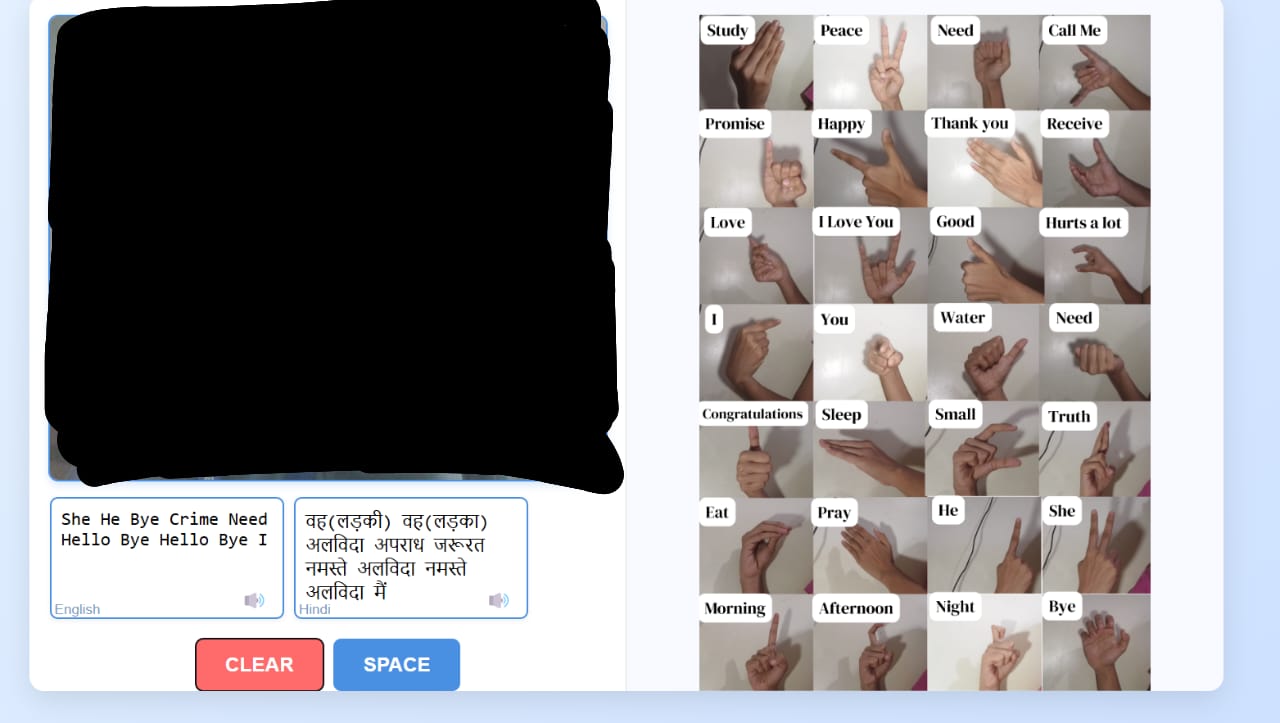 She He Bye Crime Need
Hello Bye Hello Bye I
English
वह(लड़की) वह(लड़का)
अलविदा अपराध जरूरत
नमस्ते अलविदा नमस्ते
अलविदा मैं
Hindi
CLEAR
SPACE
Study
Peace
Need
Call Me
Promise
Happy
Thank you
Receive
Love
I Love You
Good
Hurts a lot
I
You
Water
Need
Congratulations
Sleep
Small
Truth
Eat
Pray
He
She
Morning
Afternoon
Night
Bye